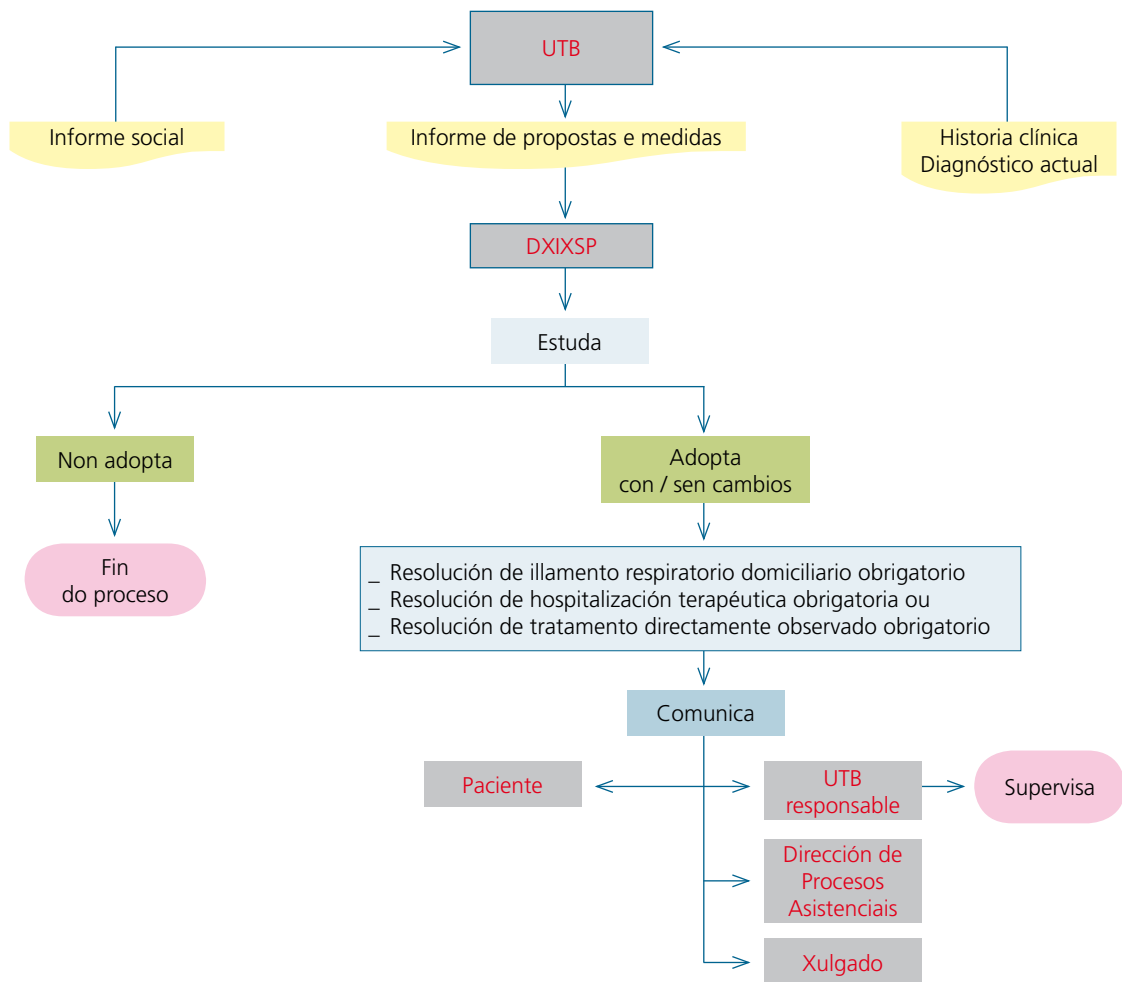 UTB
Informe social
Informe de propostas e medidas
Historia clínica
Diagnóstico actual
DXIXSP
Estuda
Non adopta
Adopta
con / sen cambios
Fin
do proceso
_ Resolución de illamento respiratorio domiciliario obrigatorio
_ Resolución de hospitalización terapéutica obrigatoria ou
_ Resolución de tratamento directamente observado obrigatorio
Comunica
Paciente
UTB
responsable
Supervisa
Dirección de
Procesos
Asistenciais
Xulgado